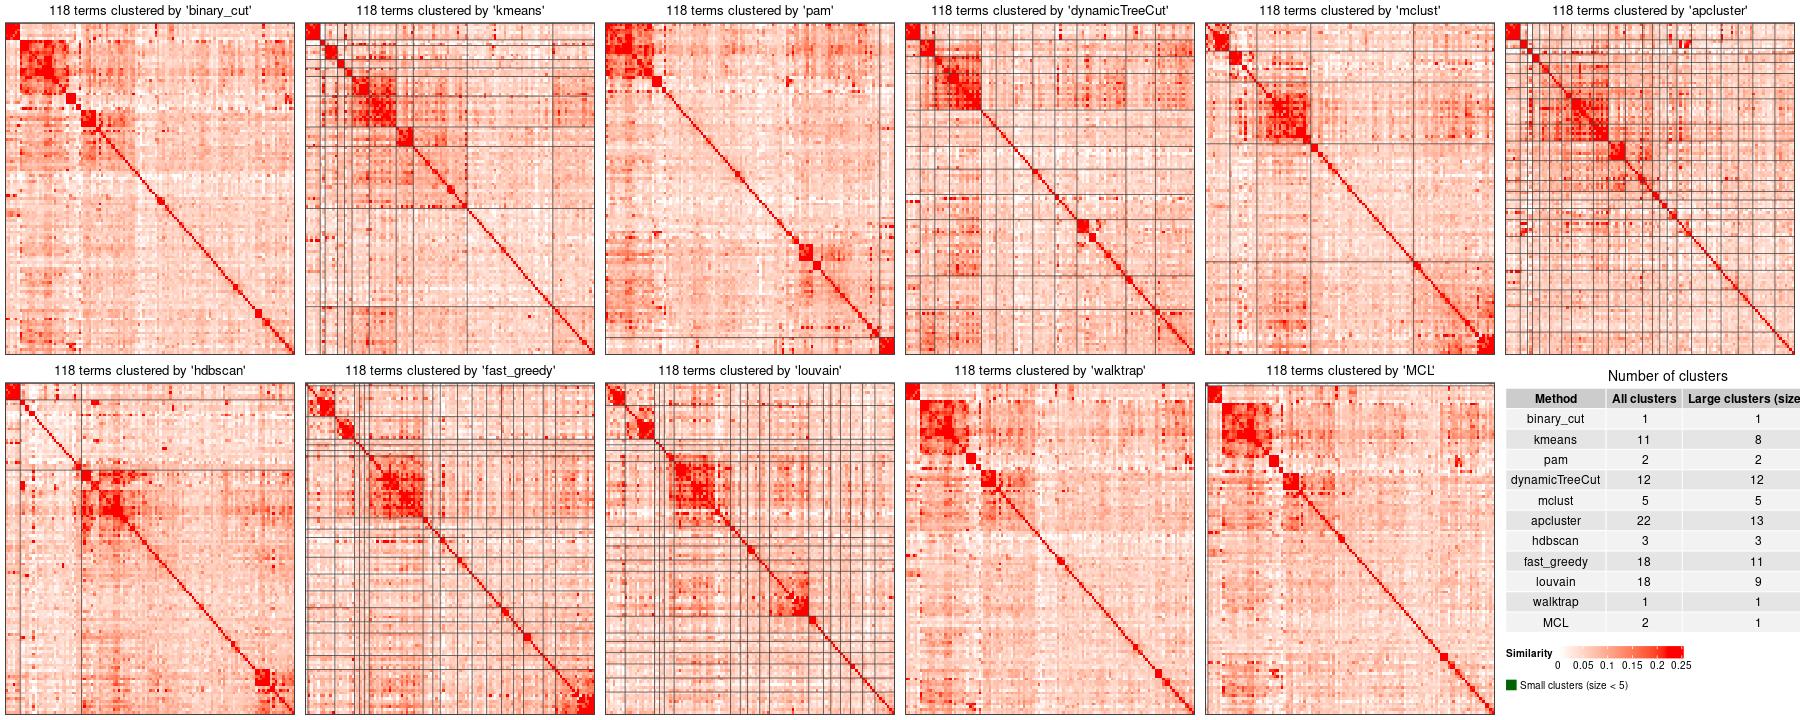 118 terms clustered by 'binary_cut'
118 terms clustered by 'kmeans'
118 terms clustered by 'pam'
118 terms clustered by 'dynamicTreeCut'
118 terms clustered by 'mclust'
118 terms clustered by 'apcluster'
118 terms clustered by 'hdbscan'
118 terms clustered by 'fast_greedy'
118 terms clustered by 'louvain'
118 terms clustered by 'walktrap'
118 terms clustered by 'MCL'
Number of clusters
Method All clusters Large clusters (size
binary_cut 1 1
kmeans 11 8
pam 2 2
dynamicTreeCut 12 12
mclust 5 5
apcluster 22 13
hdbscan 3 3
fast_greedy 18 11
louvain 18 9
walktrap 1 1
MCL 2 1
Similarity
0 0.05 0.1 0.15 0.2 0.25
Small clusters (size < 5)